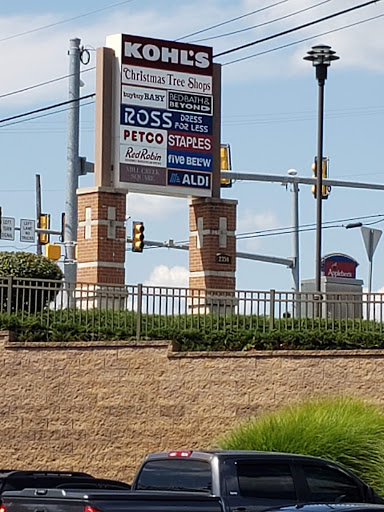 KOHL'S
Christmas Tree Shops
buybuy BABY
BED BATH &
BEYOND
ROSS DRESS
FOR LESS
PETCO
STAPLES
Red Robin
five BELOW
MILL CREEK
SQUARE
ALDI
Applebee's